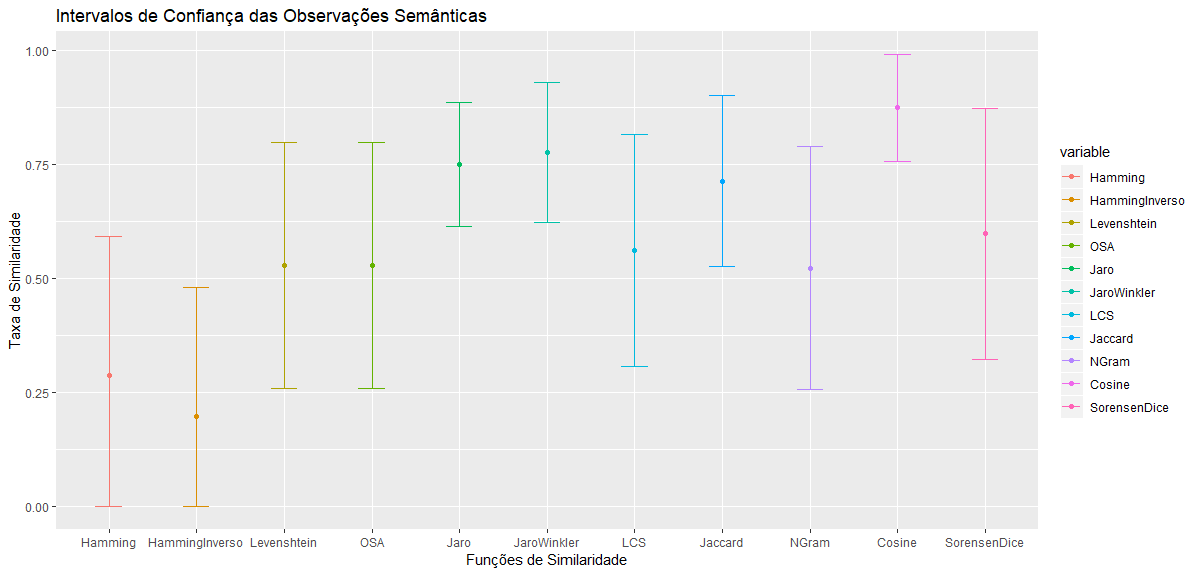 Intervalos de Confiança das Observações Semânticas
1.00
0.75
0.50
0.25
0.00
Taxa de Similaridade
Hamming HammingInverso Levenshtein OSA Jaro JaroWinkler LCS Jaccard NGram Cosine SorensenDice
Funções de Similaridade
variable
Hamming
HammingInverso
Levenshtein
OSA
Jaro
JaroWinkler
LCS
Jaccard
NGram
Cosine
SorensenDice